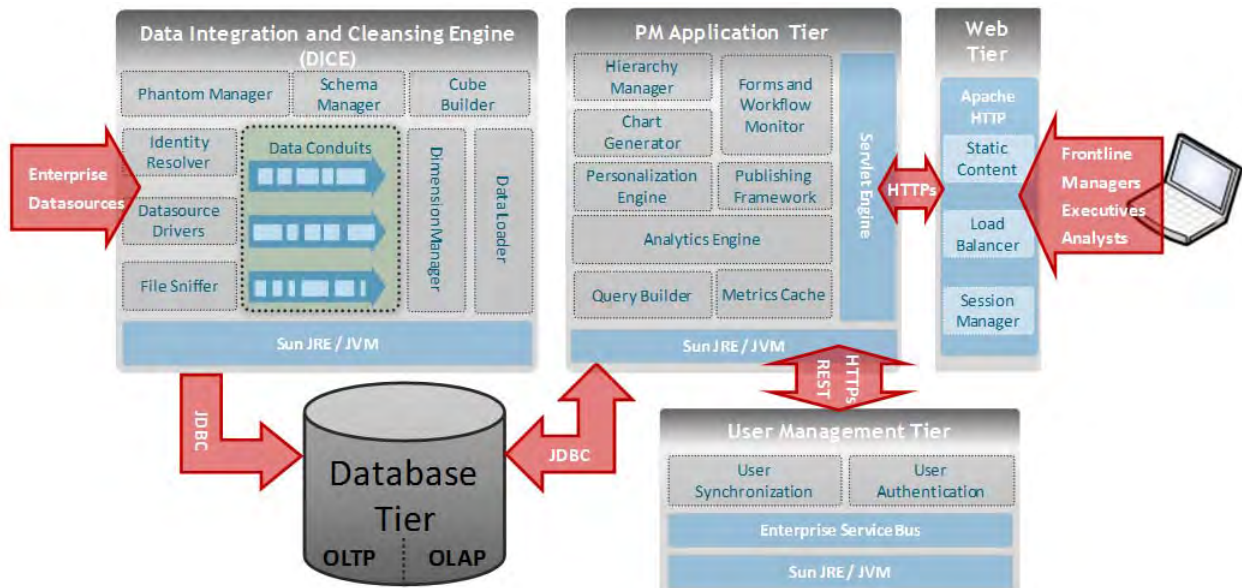 Data Integration and Cleansing Engine
(DICE)
Phantom Manager
Schema
Manager
Cube
Builder
Identity
Resolver
Datasource
Drivers
File Sniffer
Data Conduits
DimensionManager
Data Loader
Sun JRE / JVM
Enterprise
Datasources
PM Application Tier
Hierarchy
Manager
Forms and
Workflow
Monitor
Chart
Generator
Personalization
Engine
Publishing
Framework
Analytics Engine
Query Builder
Metrics Cache
Servlet Engine
Sun JRE / JVM
HTTPs
Web
Tier
Apache
HTTP
Static
Content
Load
Balancer
Session
Manager
Frontline
Managers
Executives
Analysts
JDBC
Database
Tier
OLTP
OLAP
JDBC
HTTPs
REST
User Management Tier
User
Synchronization
User
Authentication
Enterprise Service Bus
Sun JRE / JVM